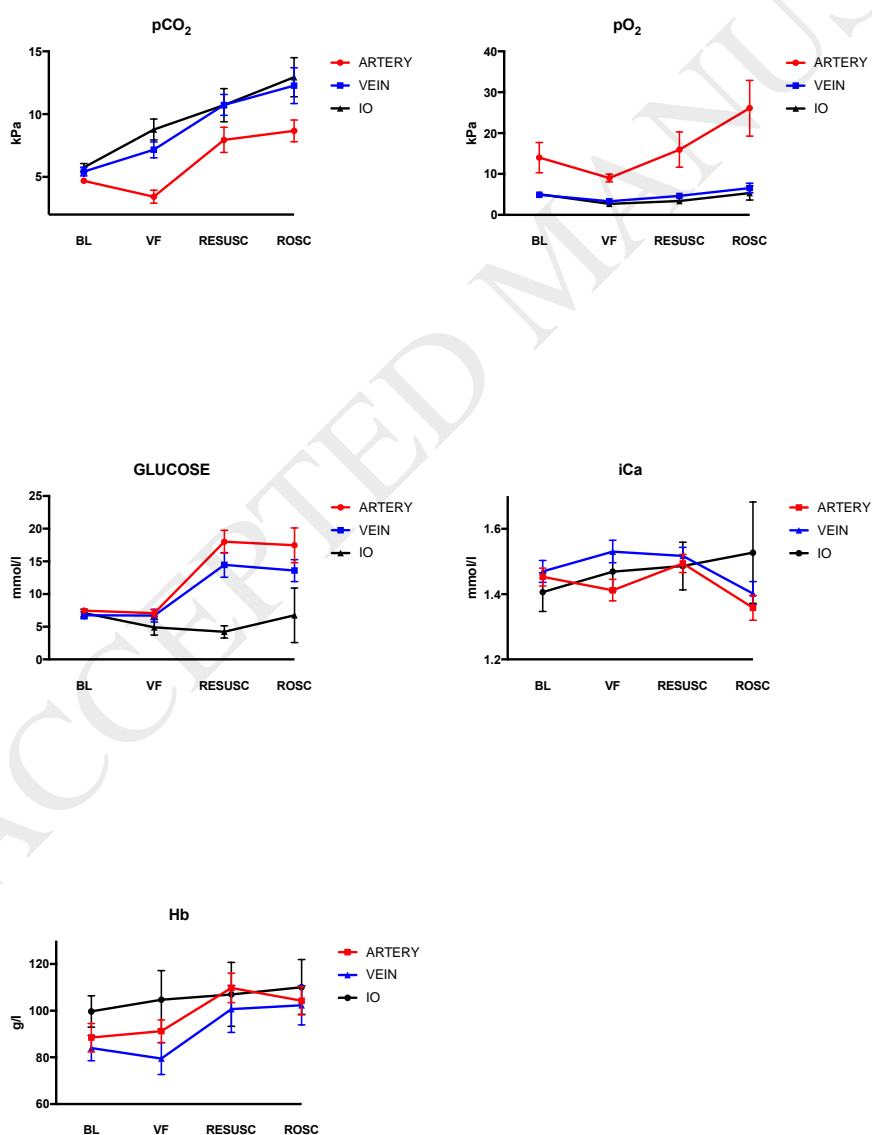 pCO2
15
10
5
kPa
BL VF RESUSC ROSC
ARTERY
VEIN
IO
pO2
40
30
20
10
0
kPa
BL VF RESUSC ROSC
ARTERY
VEIN
IO
GLUCOSE
25
20
15
10
5
0
mmol/l
BL VF RESUSC ROSC
ARTERY
VEIN
IO
iCa
1.6
1.4
1.2
mmol/l
BL VF RESUSC ROSC
ARTERY
VEIN
IO
Hb
120
100
80
60
g/l
BL VF RESUSC ROSC
ARTERY
VEIN
IO
ACCEPTED MANUS